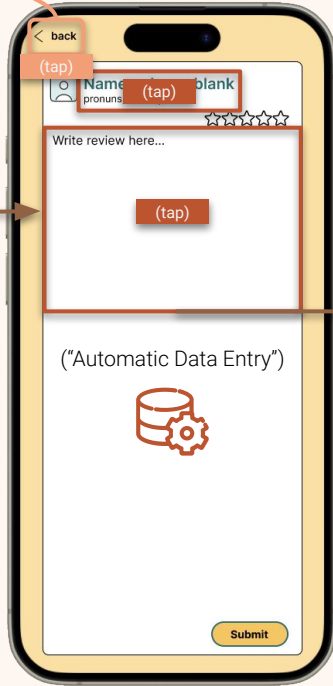 back
(tap)
Name blank
(tap)
pronouns
Write review here...
(tap)
(“Automatic Data Entry”)
Submit